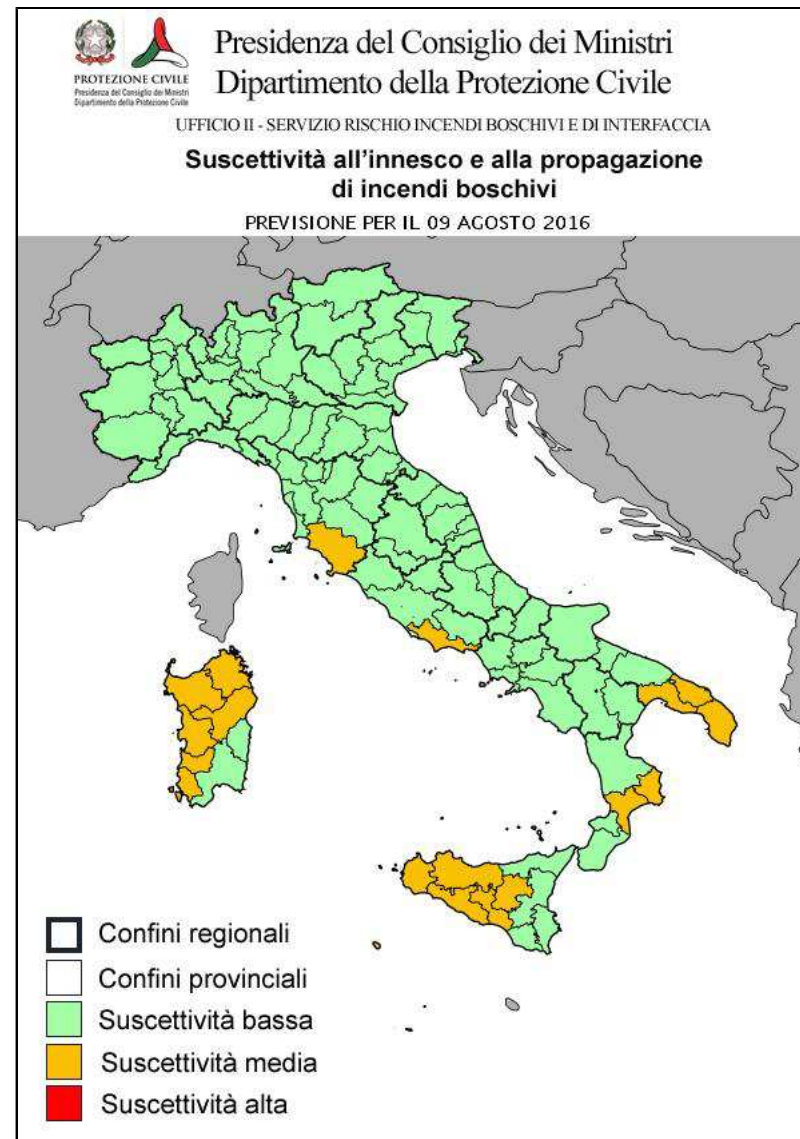 PROTEZIONE CIVILE
Presidenza del Consiglio dei Ministri
Dipartimento della Protezione Civile
Presidenza del Consiglio dei Ministri
Dipartimento della Protezione Civile
UFFICIO II - SERVIZIO RISCHIO INCENDI BOSCHIVI E DI INTERFACCIA
Suscettività all'innesco e alla propagazione
di incendi boschivi
PREVISIONE PER IL 09 AGOSTO 2016
Confini regionali
Confini provinciali
Suscettività bassa
Suscettività media
Suscettività alta